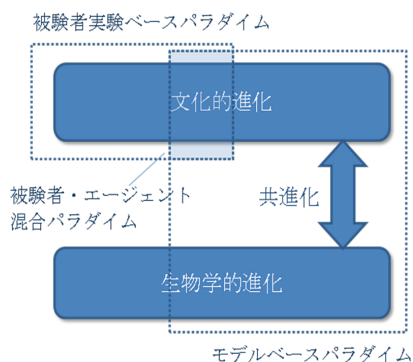 被験者実験ベースパラダイム
文化的進化
被験者・エージェント
混合パラダイム
共進化
生物学的進化
モデルベースパラダイム